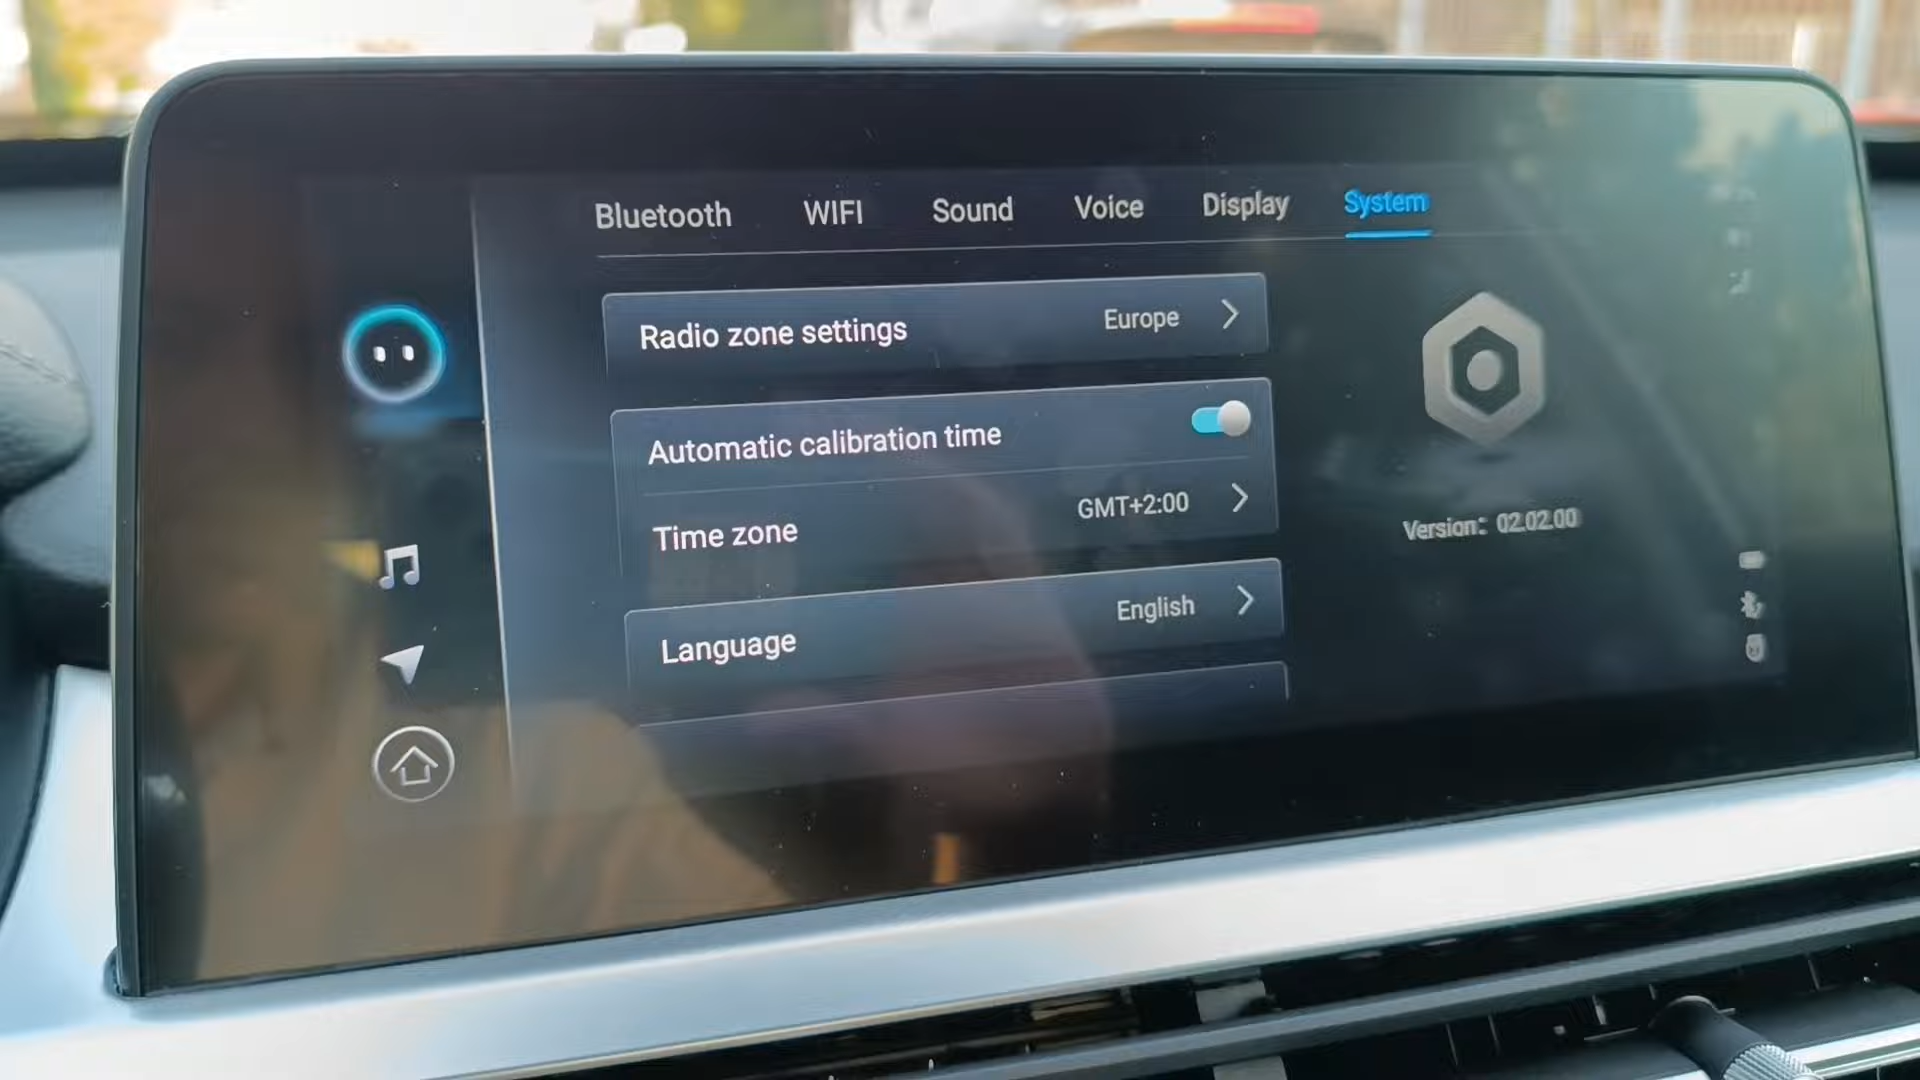 Bluetooth WIFI Sound Voice Display System
Radio zone settings Europe
Automatic calibration time
Time zone GMT+2:00
Language English
Version: 02.02.00